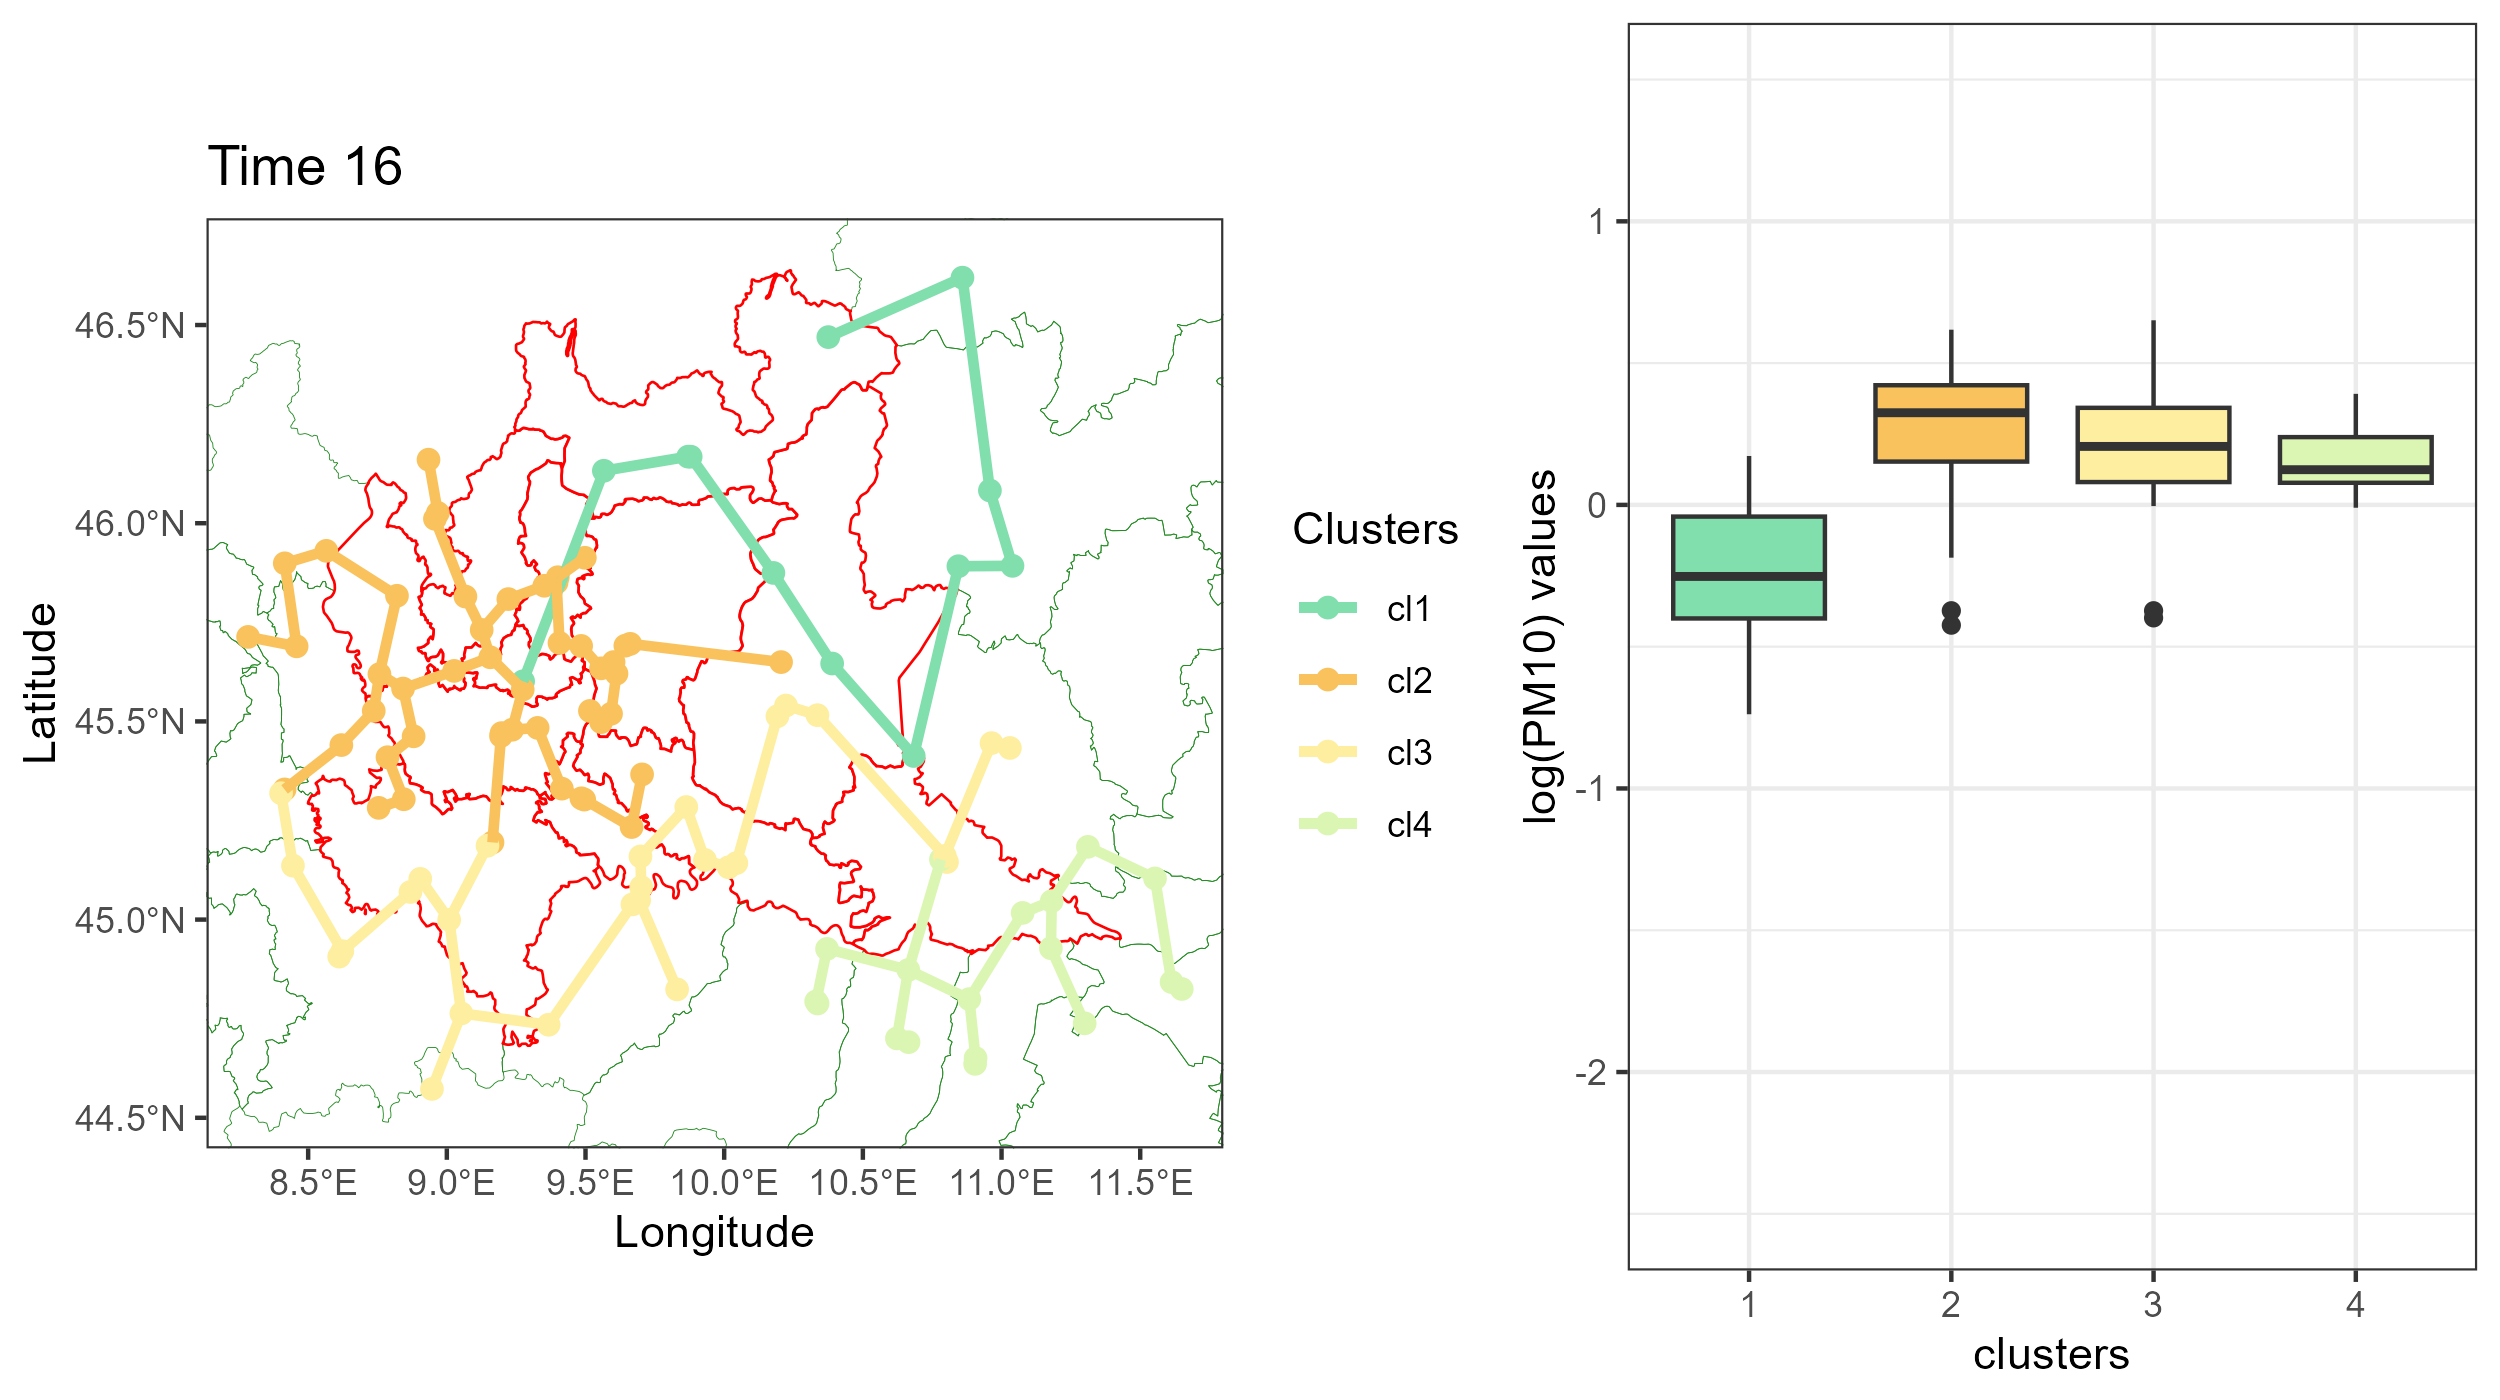 Time 16
46.5°N
46.0°N
45.5°N
45.0°N
44.5°N
8.5°E
9.0°E
9.5°E
10.0°E
10.5°E
11.0°E
11.5°E
Longitude
Latitude
Clusters
cl1
cl2
cl3
cl4
1
0
-1
-2
log(PM10) values
1
2
3
4
clusters